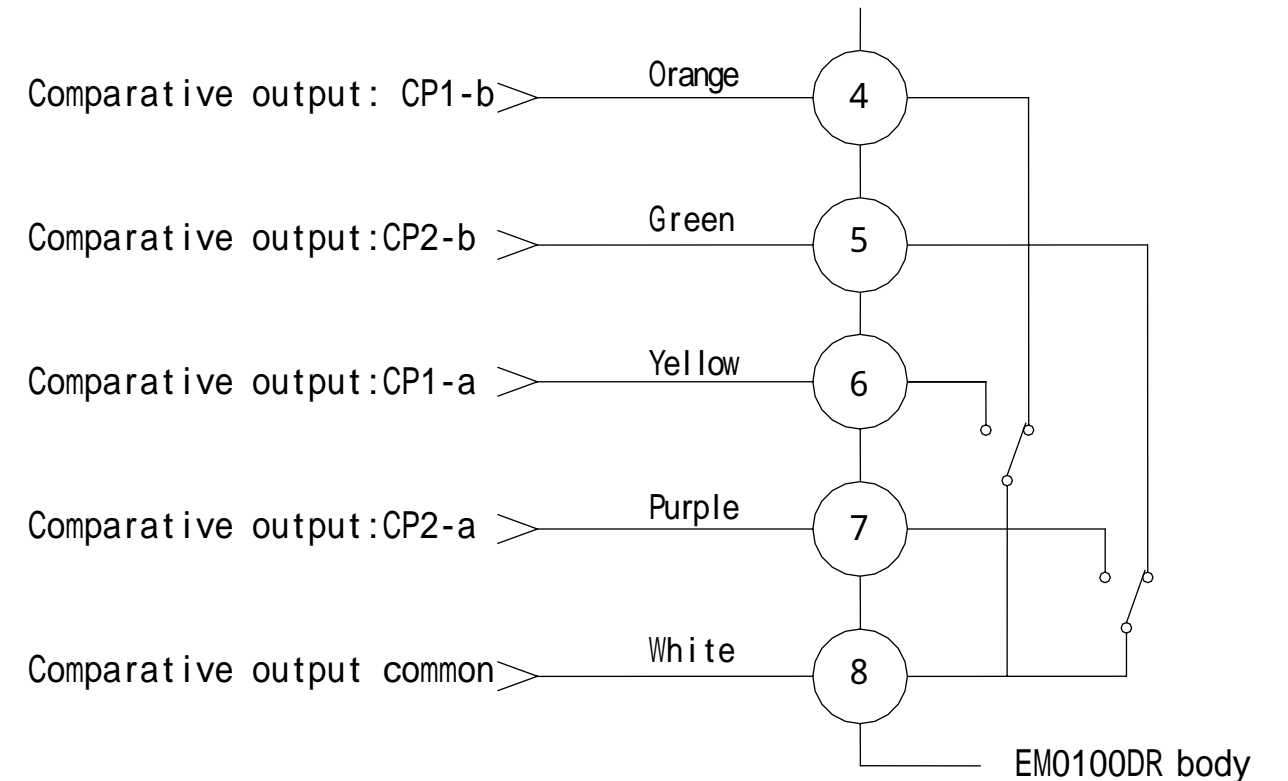 Comparative output: CP1-b Orange 4
Comparative output:CP2-b Green 5
Comparative output:CP1-a Yellow 6
Comparative output:CP2-a Purple 7
Comparative output common White 8
EM0100DR body